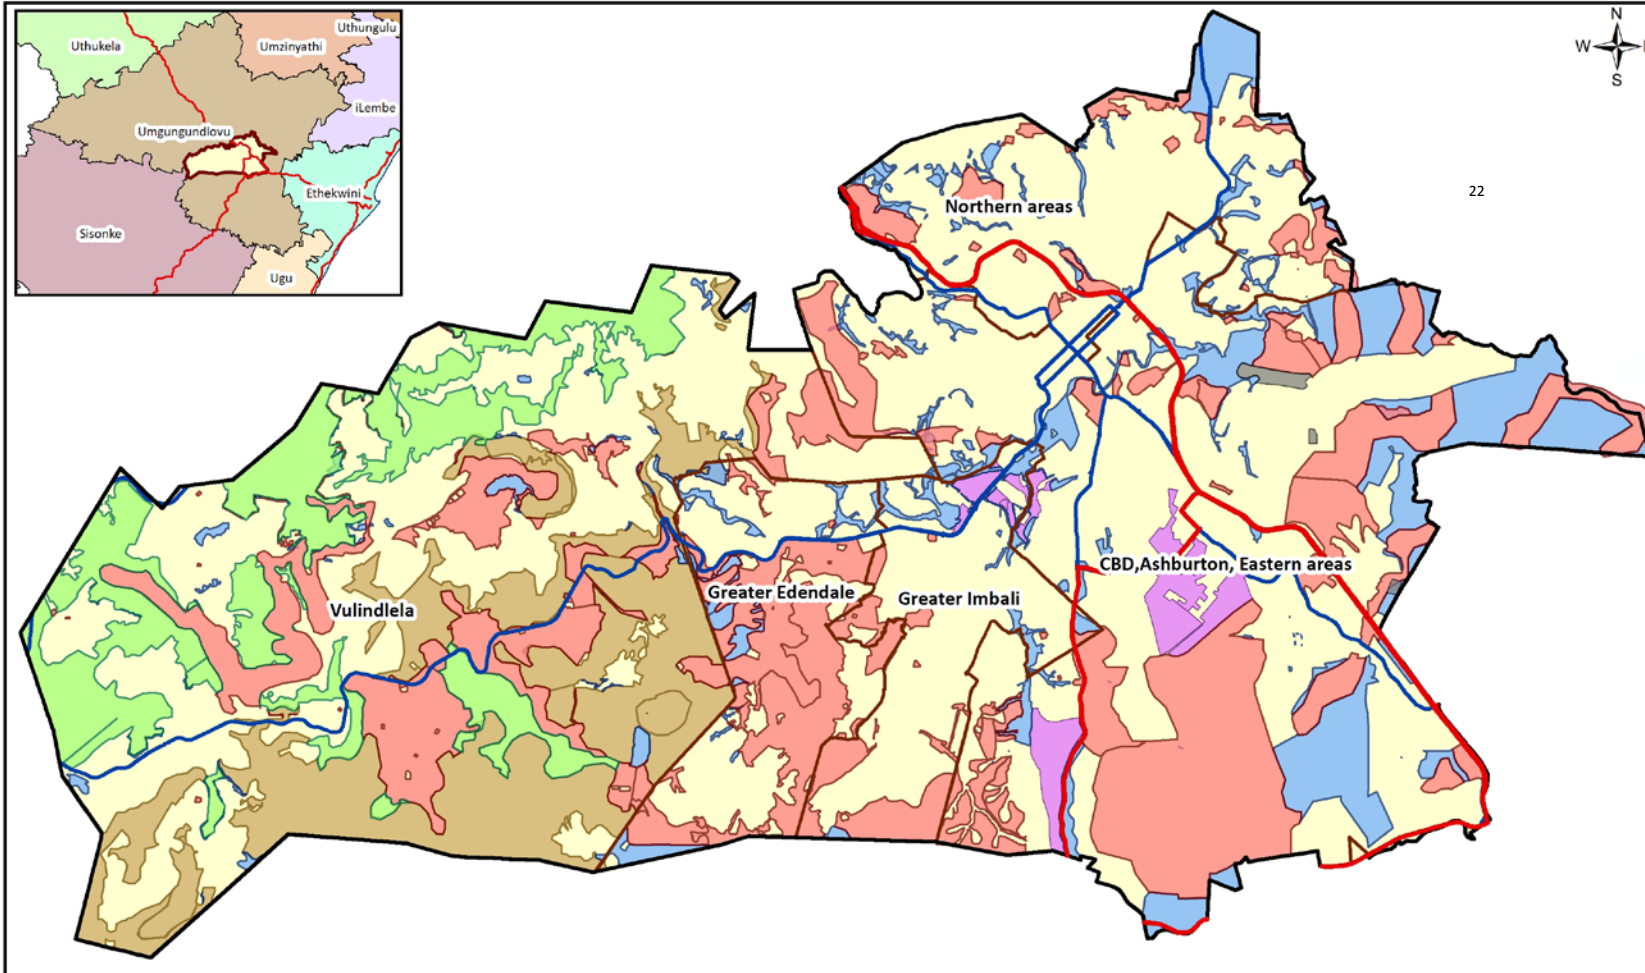 Uthungulu
Uthukela
Umzinyathi
iLembe
Umgungundlovu
Ethekwini
Sisonke
Ugu
N
W
S
22
Northern areas
CBD,Ashburton, Eastern areas
Greater Edendale
Greater Imbali
Vulindlela